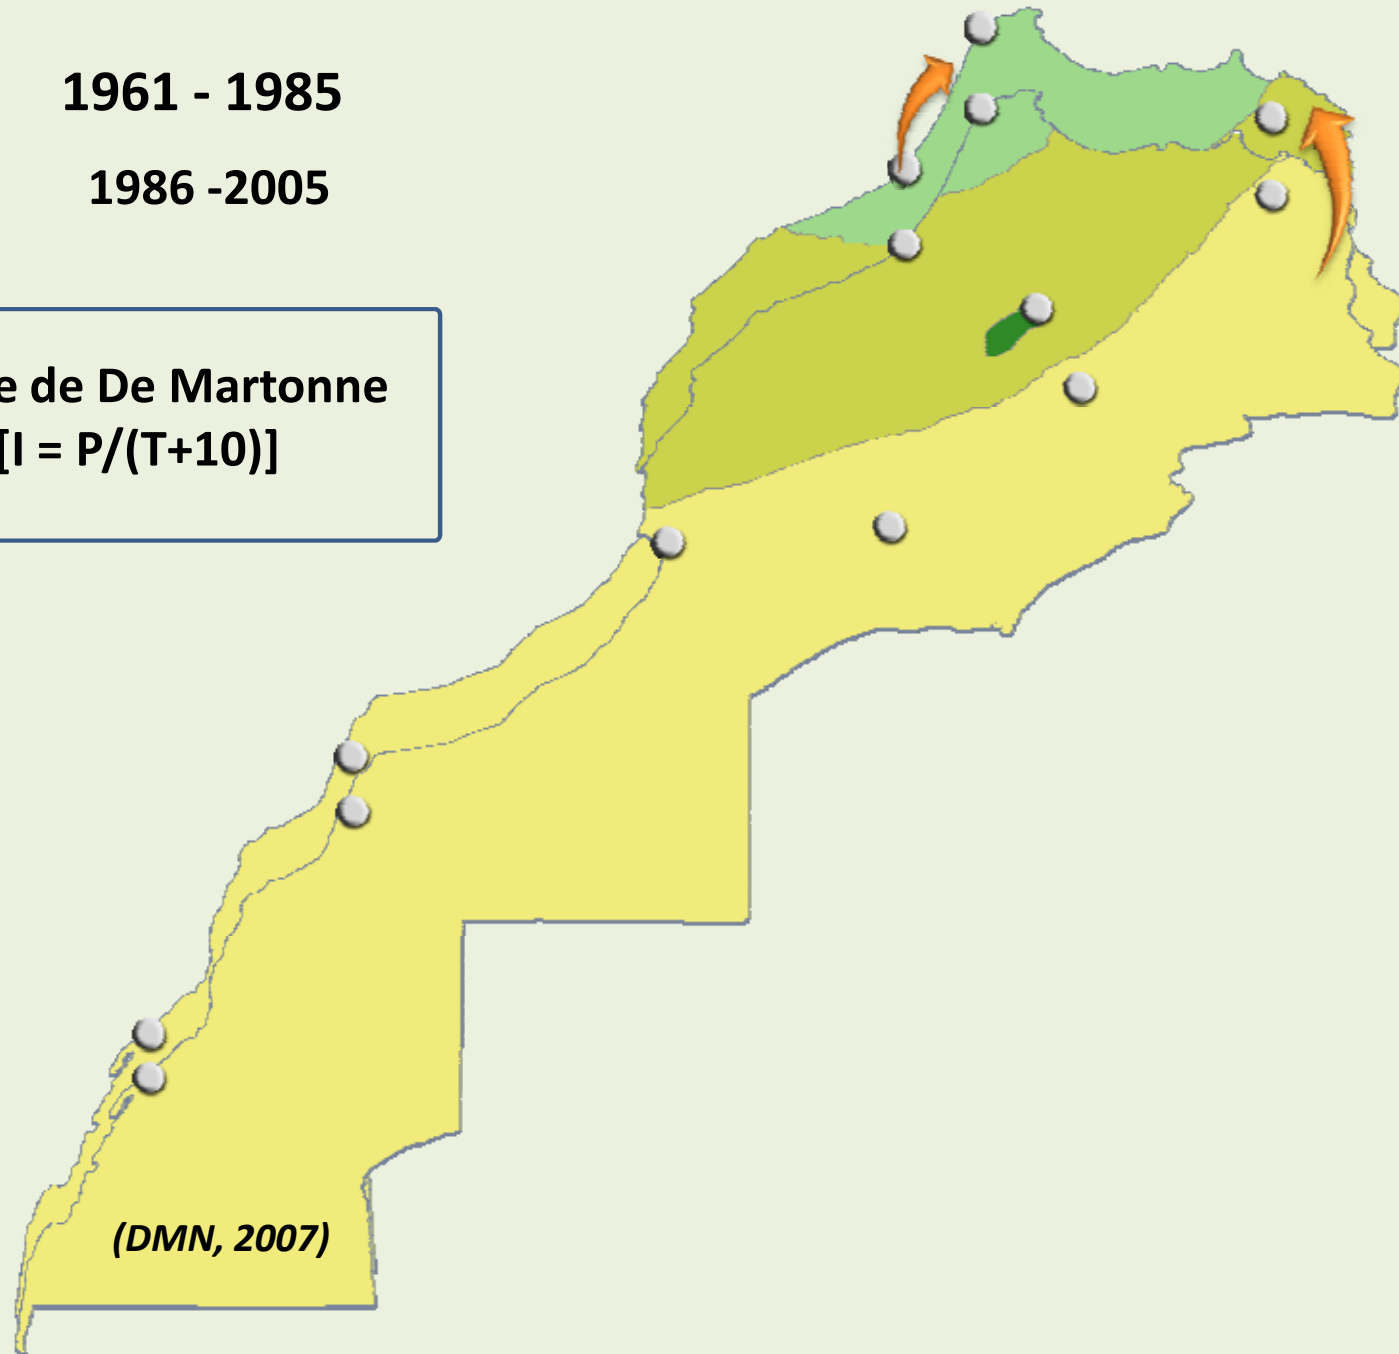 1961 - 1985
1986 -2005
e de De Martonne
[I = P/(T+10)]
(DMN, 2007)